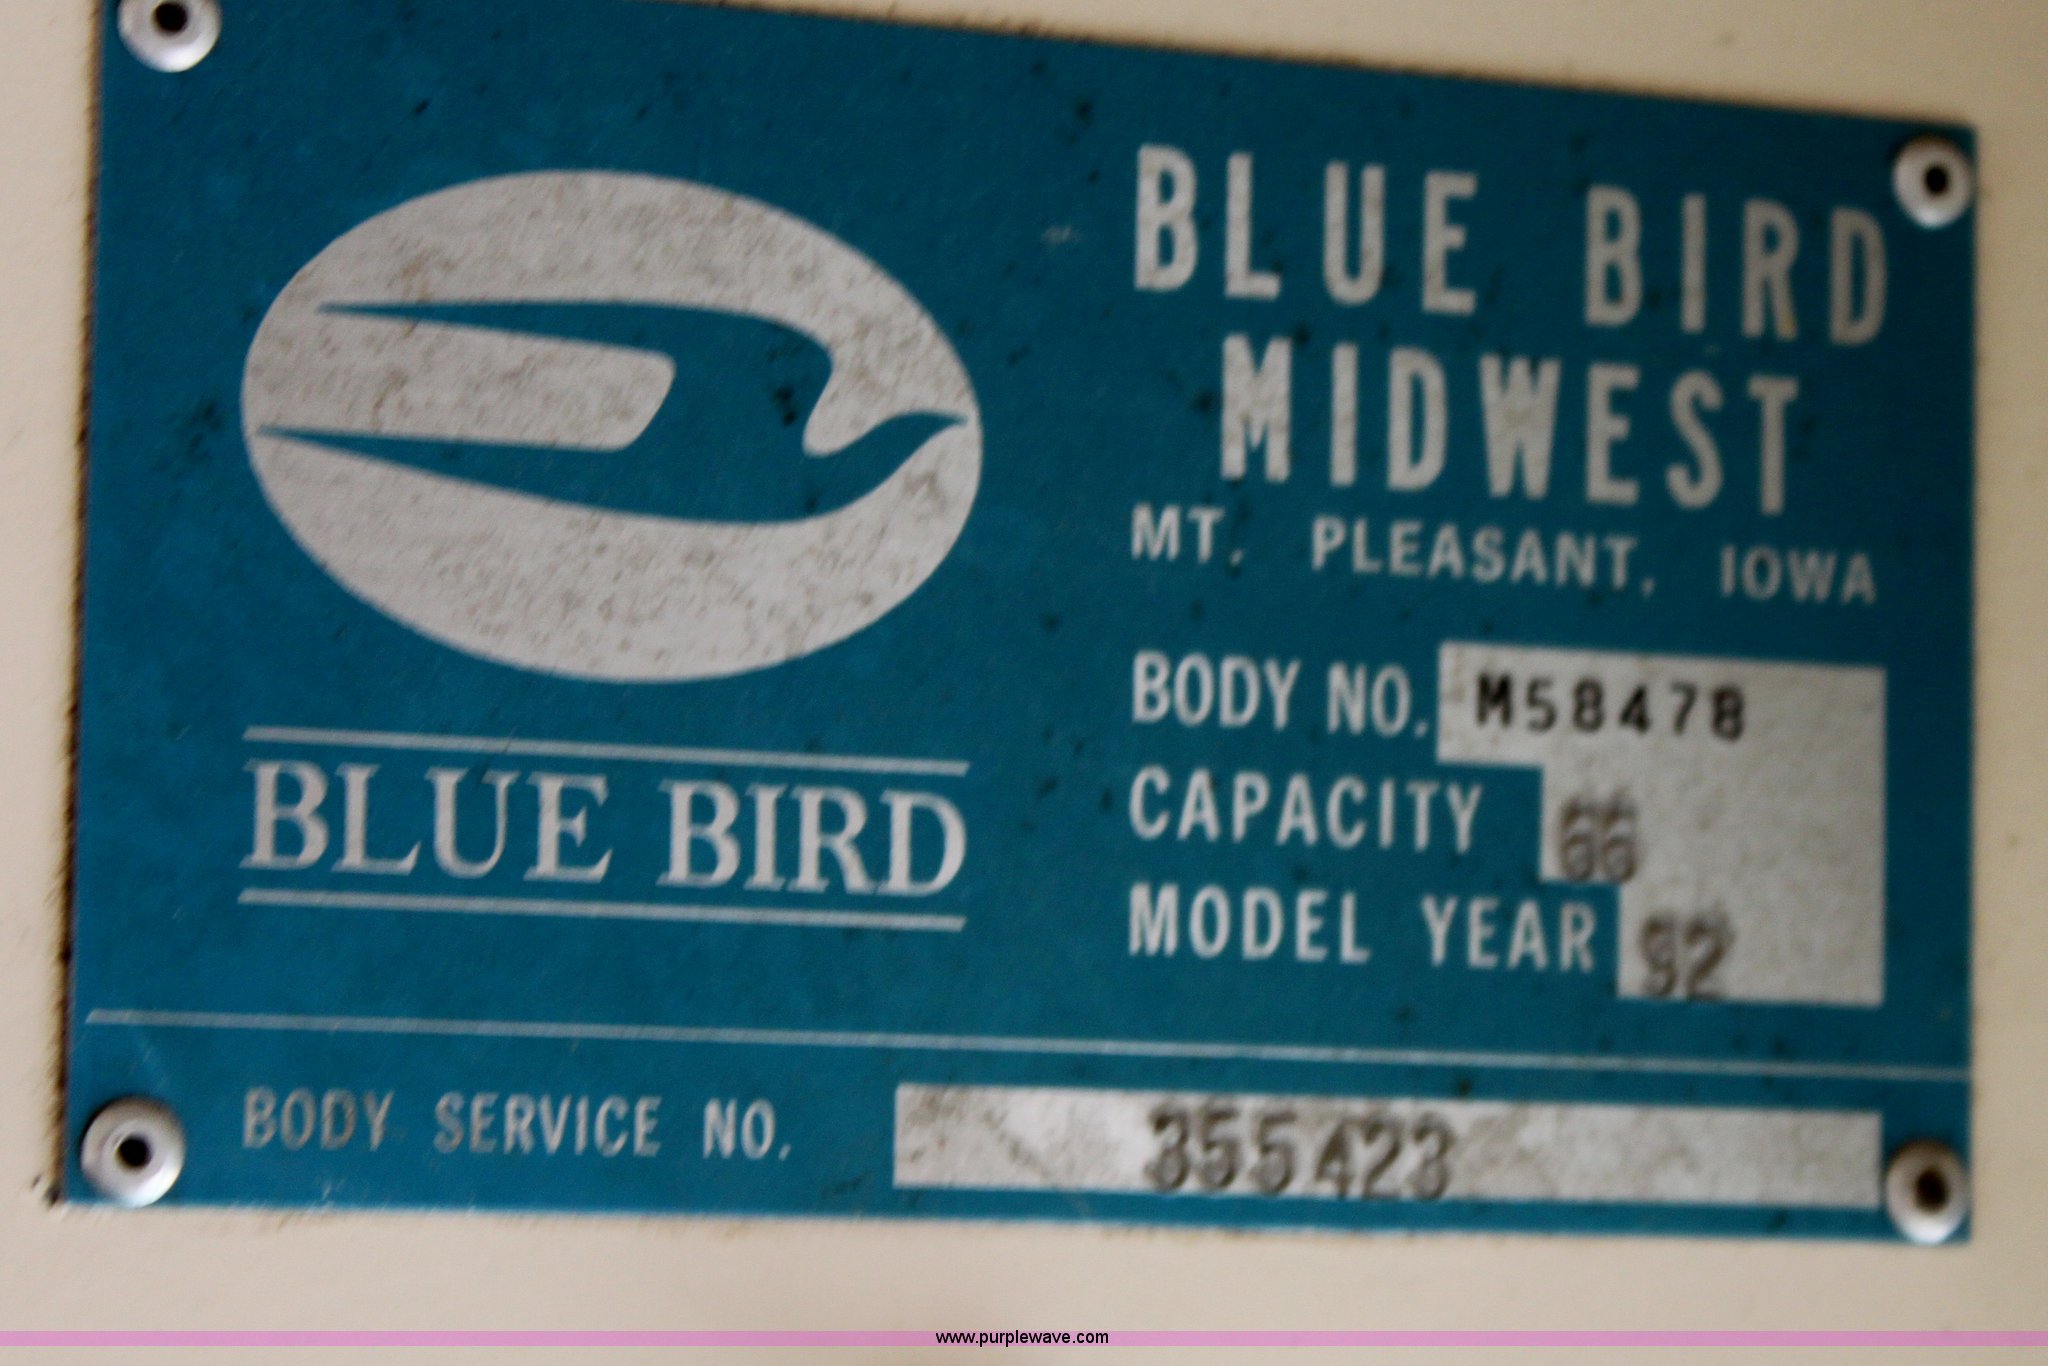 BLUE BIRD
MIDWEST
MT. PLEASANT, IOWA
BODY NO. M58478
CAPACITY 66
MODEL YEAR 92
BLUE BIRD
BODY SERVICE NO. 355423
www.purplewave.com